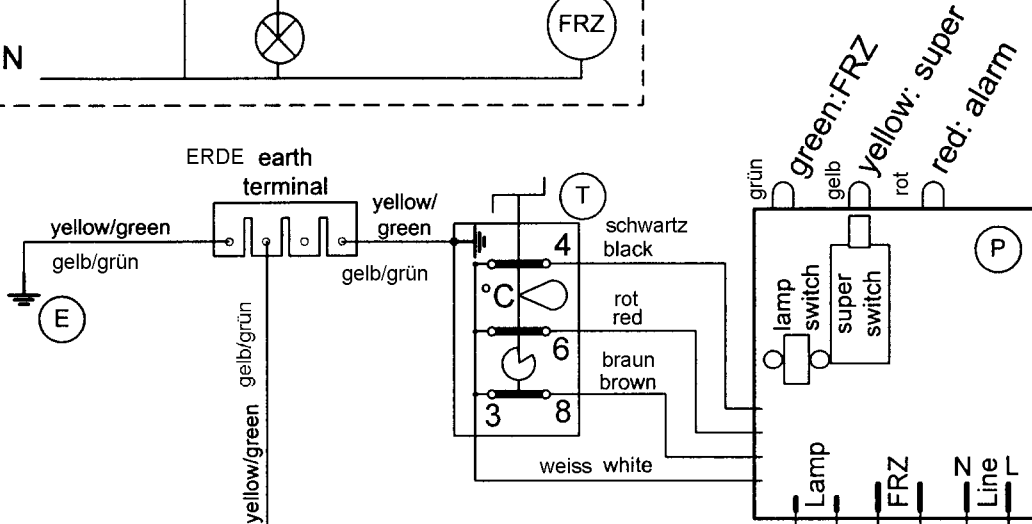 N
FRZ
ERDE earth
terminal
yellow/green
gelb/grün
yellow/
green
gelb/grün
E
gelb/grün
yellow/green
T
4
°C
6
3
8
schwartz
black
rot
red
braun
brown
weiss white
grün
green:FRZ
gelb
yellow: super
rot
red: alarm
P
lamp
switch
super
switch
Lamp
FRZ
N
Line
L